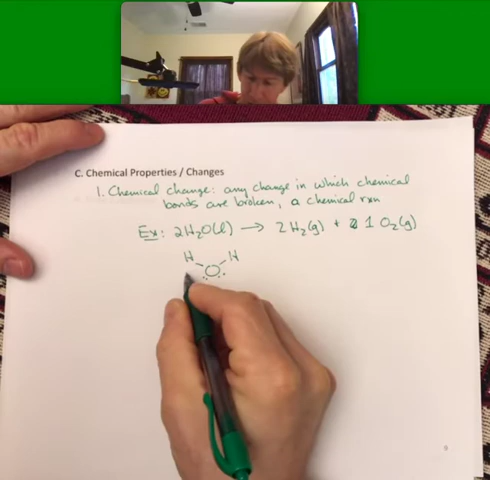 C. Chemical Properties / Changes
1. Chemical change: any change in which chemical
bonds are broken, a chemical rxn
Ex: 2H₂O(l) → 2H₂(g) + 1 O₂(g)
H H
O